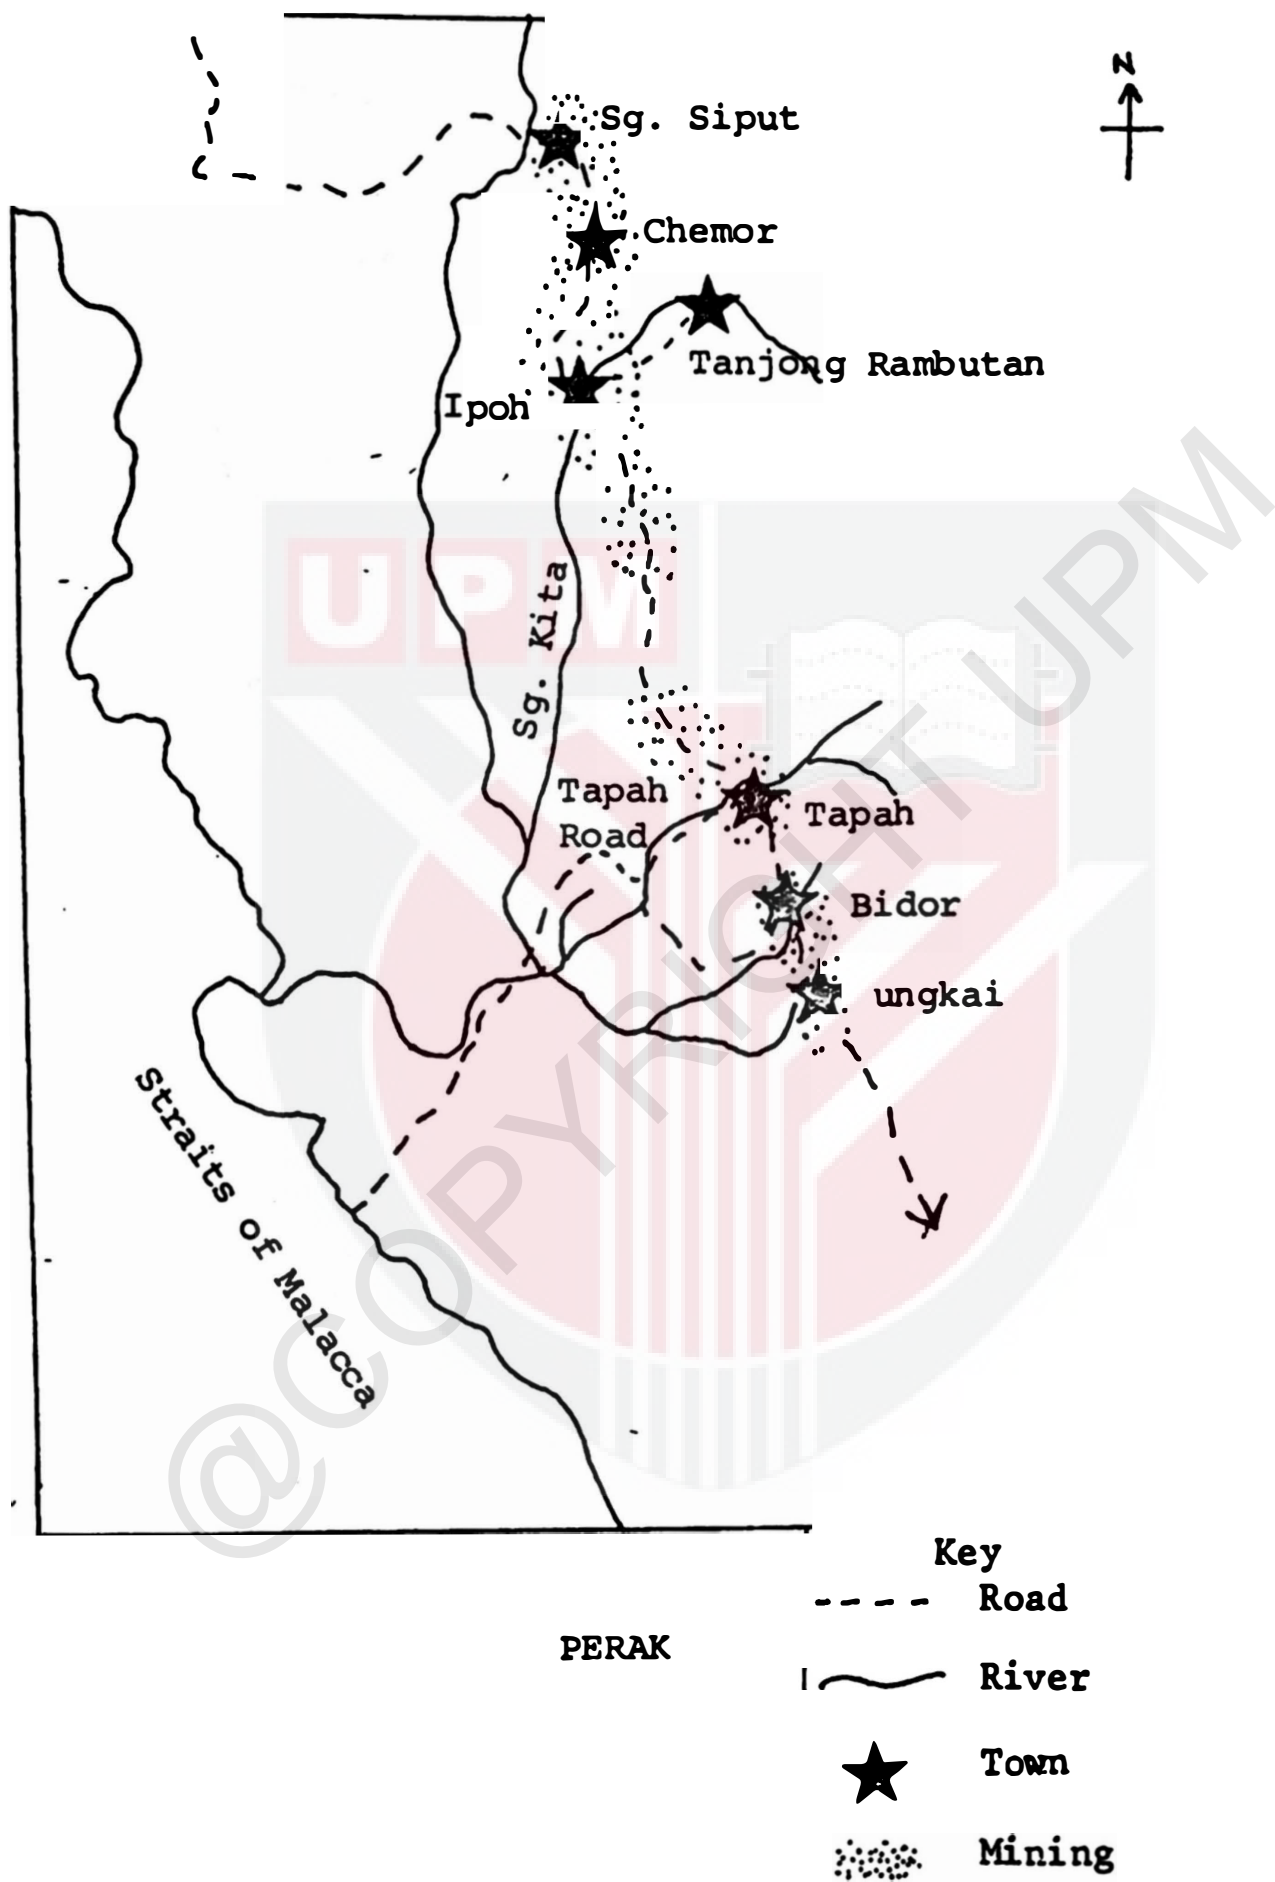 N
Sg. Siput
Chemor
Tanjong Rambutan
Ipoh
UPM
Sg. Kita
Tapah
Road
Tapah
Bidor
ungkai
Straits of Malacca
@COPYRIGHT UPM
Key
Road
PERAK
River
Town
Mining